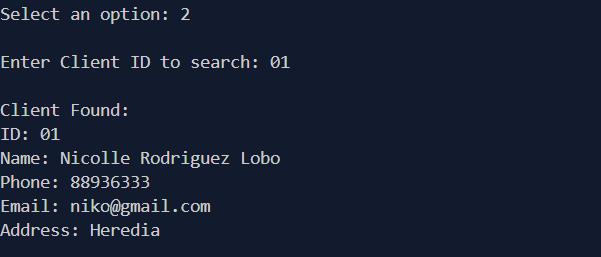 Select an option: 2
Enter Client ID to search: 01
Client Found:
ID: 01
Name: Nicolle Rodriguez Lobo
Phone: 88936333
Email: niko@gmail.com
Address: Heredia